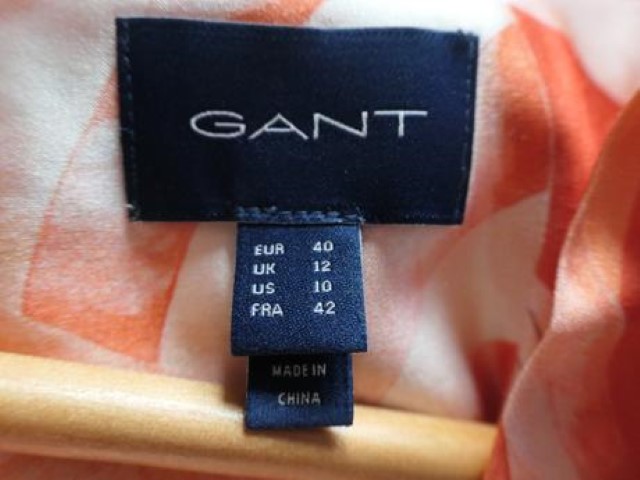 GANT
EUR 40
UK 12
US 10
FRA 42
MADE IN
CHINA